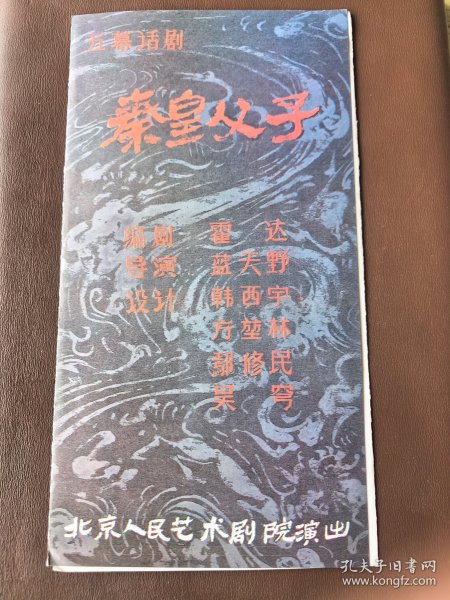 五幕话剧
秦皇父子
编剧 霍达
导演 蓝天野
设计 韩西宇
方堃林
鄢修民
吴穹
北京人民艺术剧院演出
孔夫子旧书网
www.kongfz.com